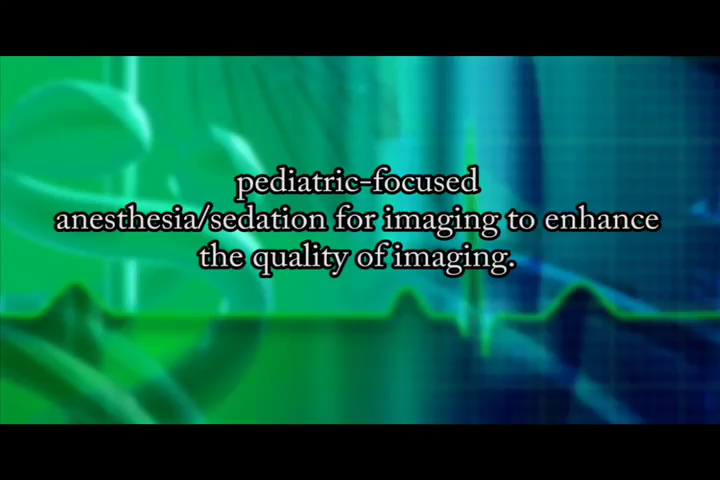 pediatric-focused
anesthesia/sedation for imaging to enhance
the quality of imaging.